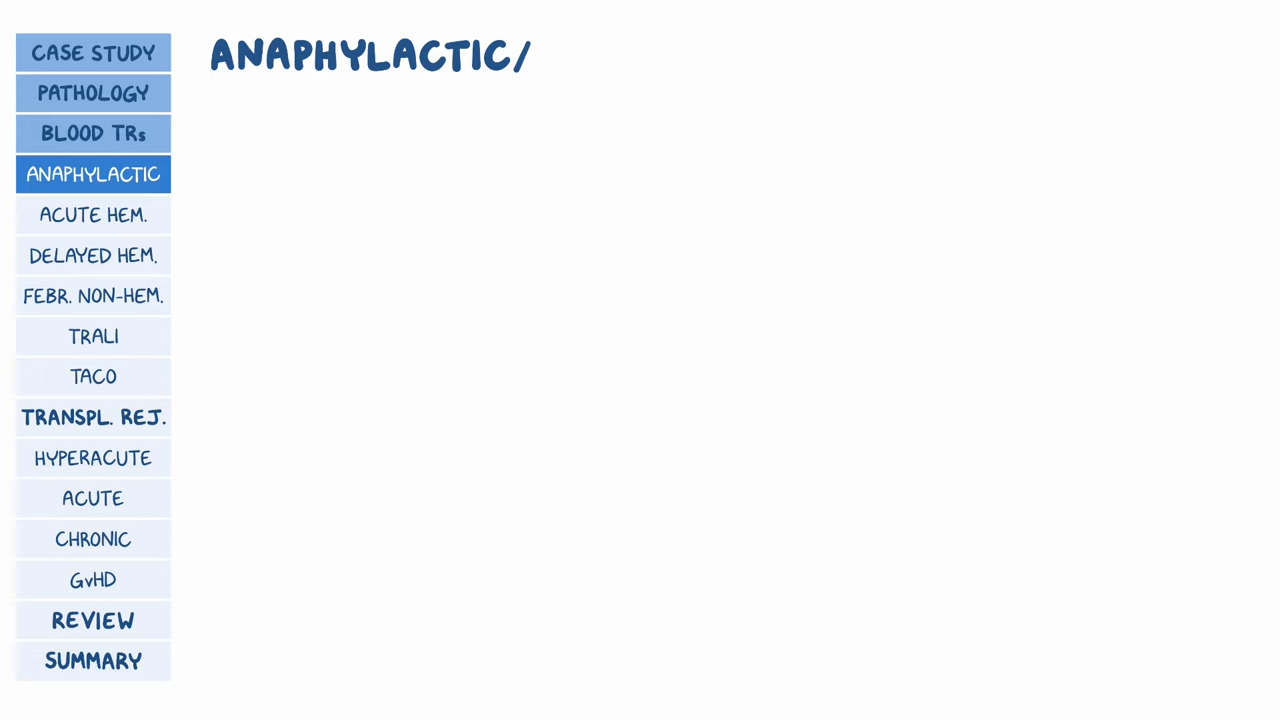 CASE STUDY
PATHOLOGY
BLOOD TRs
ANAPHYLACTIC
ACUTE HEM.
DELAYED HEM.
FEBR. NON-HEM.
TRALI
TACO
TRANSPL. REJ.
HYPERACUTE
ACUTE
CHRONIC
GvHD
REVIEW
SUMMARY
ANAPHYLACTIC/